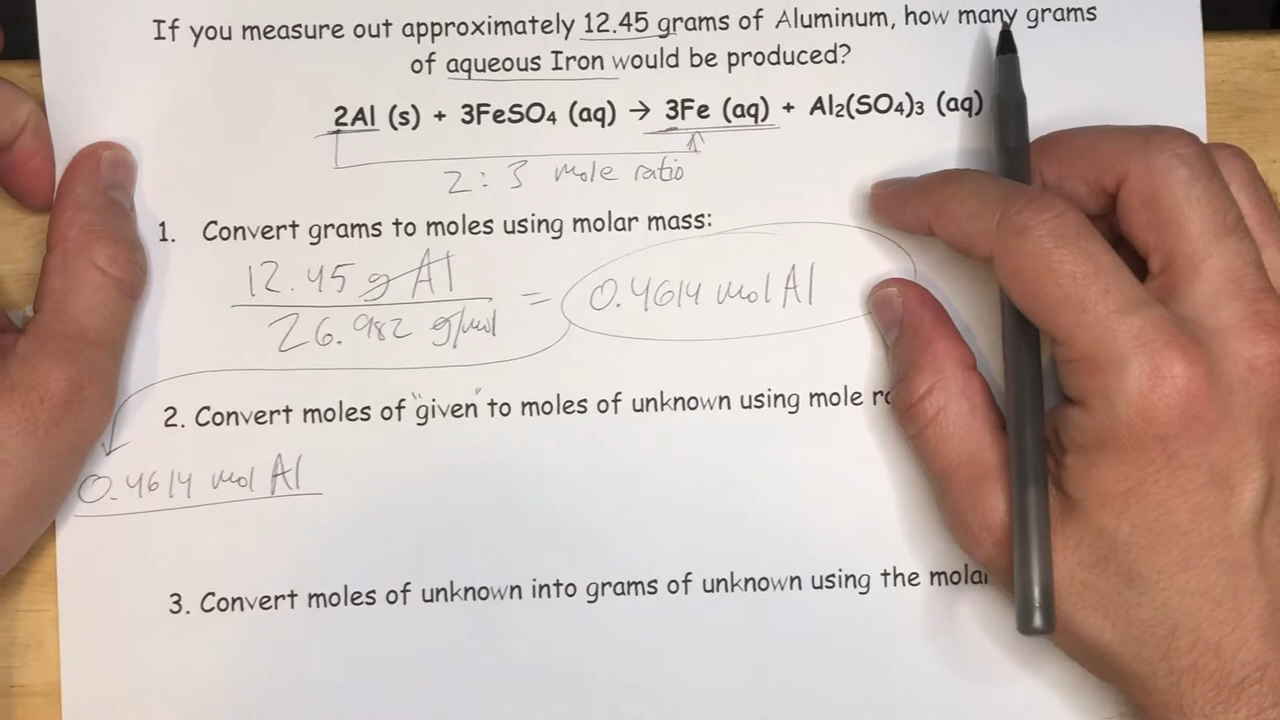 If you measure out approximately 12.45 grams of Aluminum, how many grams
of aqueous Iron would be produced?
2Al (s) + 3FeSO₄ (aq) → 3Fe (aq) + Al₂(SO₄)₃ (aq)
2 : 3 mole ratio
1. Convert grams to moles using molar mass:
12.45 g Al
26.982 g/mol
= 0.4614 mol Al
2. Convert moles of "given" to moles of unknown using mole
0.4614 mol Al
3. Convert moles of unknown into grams of unknown using the